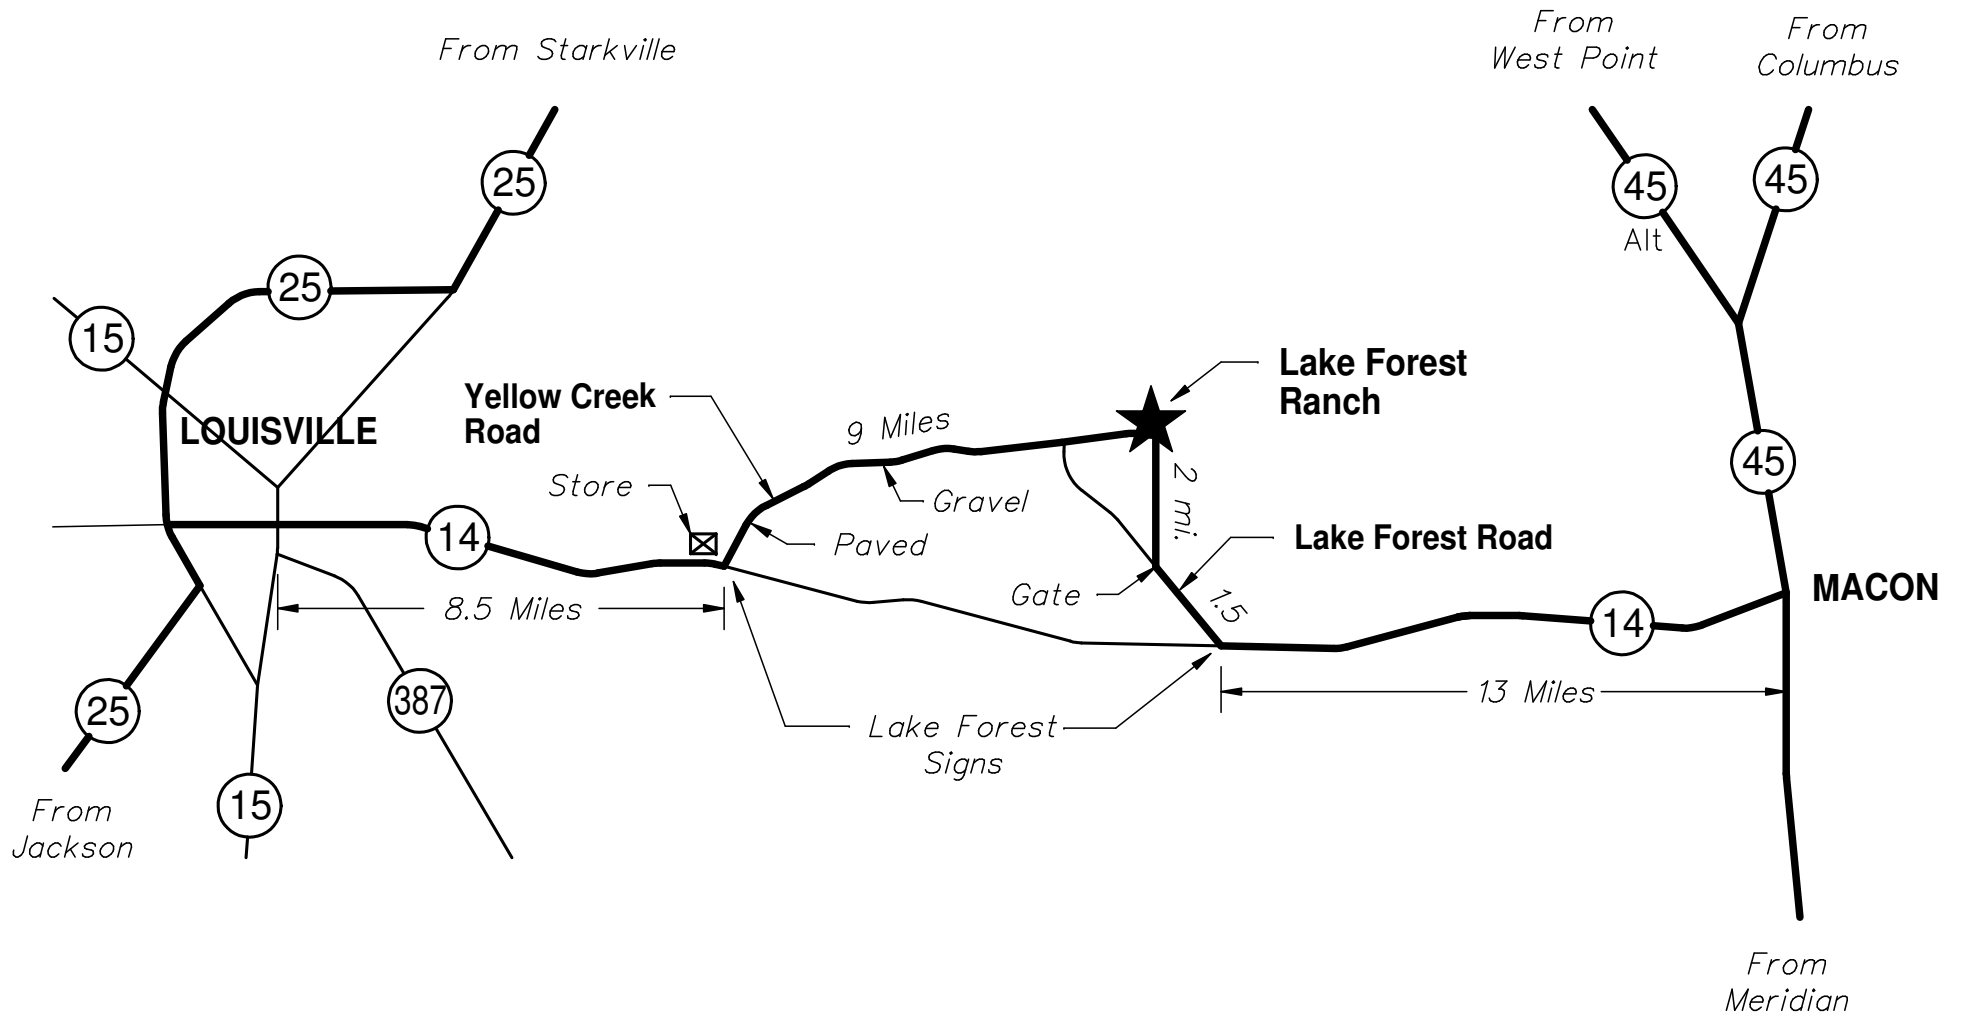 From Starkville
From
West Point
From
Columbus
25
45
45
Alt
25
15
LOUISVILLE
Yellow Creek
Road
9 Miles
Lake Forest
Ranch
45
Store
Gravel
2 mi.
14
Paved
Lake Forest Road
Gate
1.5
8.5 Miles
14
MACON
387
25
13 Miles
Lake Forest
Signs
15
From
Jackson
From
Meridian